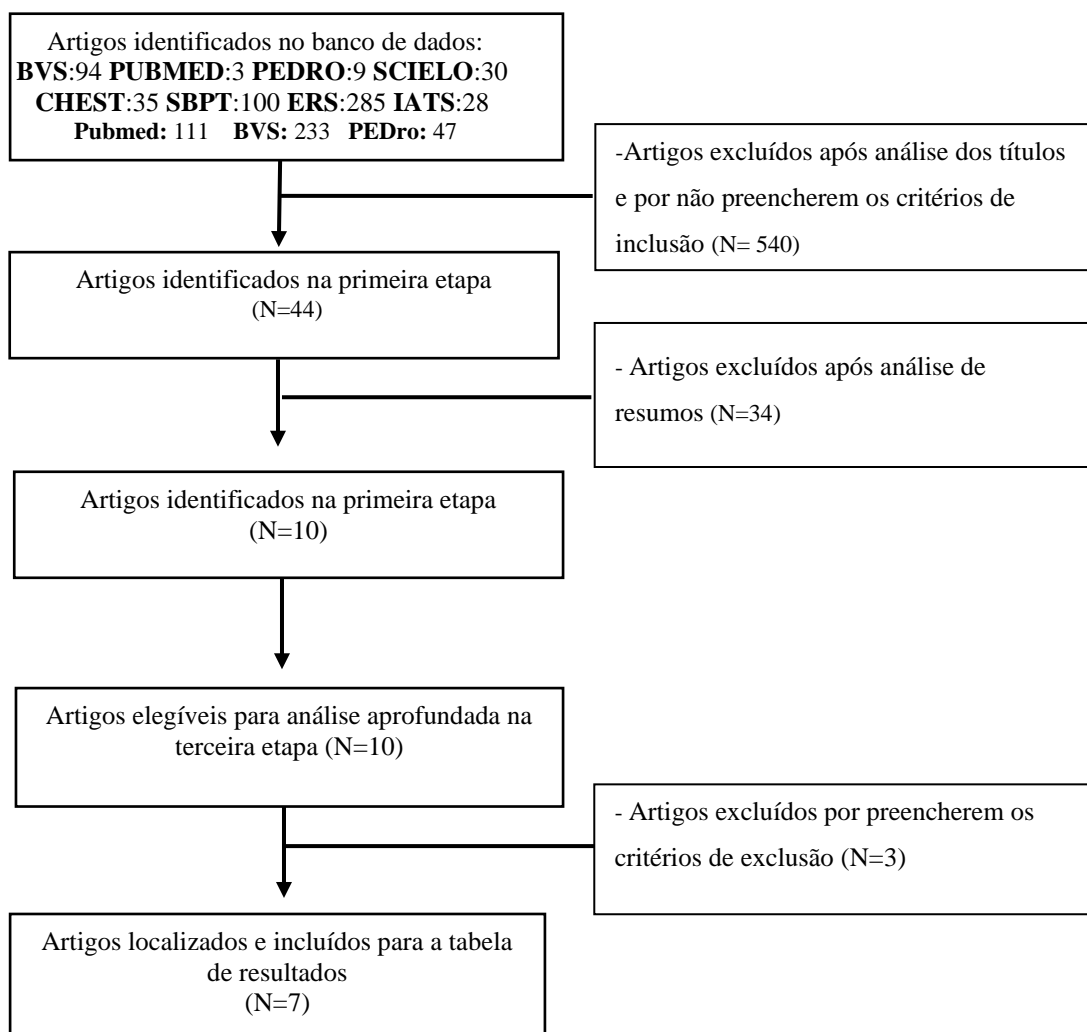 Artigos identificados no banco de dados:
BVS:94 PUBMED:3 PEDRO:9 SCIELO:30
CHEST:35 SBPT:100 ERS:285 IATS:28
Pubmed: 111 BVS: 233 PEDro: 47
-Artigos excluídos após análise dos títulos
e por não preencherem os critérios de
inclusão (N= 540)
Artigos identificados na primeira etapa
(N=44)
- Artigos excluídos após análise de
resumos (N=34)
Artigos identificados na primeira etapa
(N=10)
Artigos elegíveis para análise aprofundada na
terceira etapa (N=10)
- Artigos excluídos por preencherem os
critérios de exclusão (N=3)
Artigos localizados e incluídos para a tabela
de resultados
(N=7)